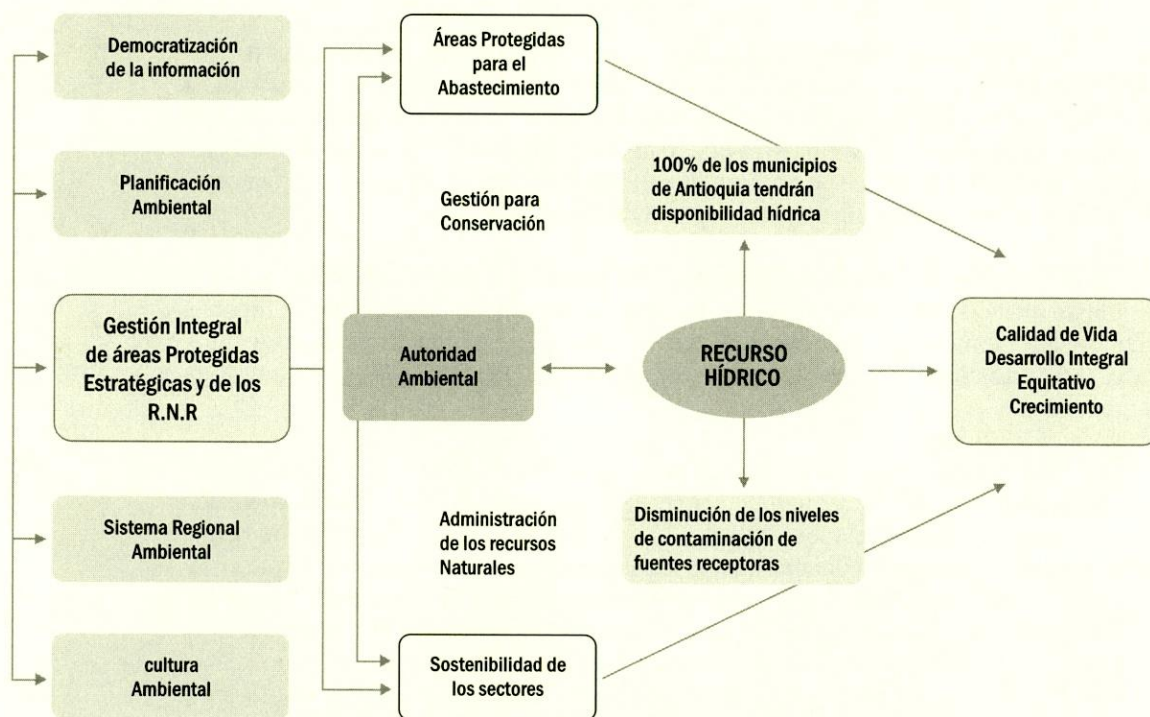 Democratización
de la información
Planificación
Ambiental
Gestión Integral
de áreas Protegidas
Estratégicas y de los
R.N.R
Sistema Regional
Ambiental
cultura
Ambiental
Áreas Protegidas
para el
Abastecimiento
Gestión para
Conservación
Autoridad
Ambiental
Administración
de los recursos
Naturales
Sostenibilidad de
los sectores
100% de los municipios
de Antioquia tendrán
disponibilidad hídrica
RECURSO
HÍDRICO
Disminución de los niveles
de contaminación de
fuentes receptoras
Calidad de Vida
Desarrollo Integral
Equitativo
Crecimiento